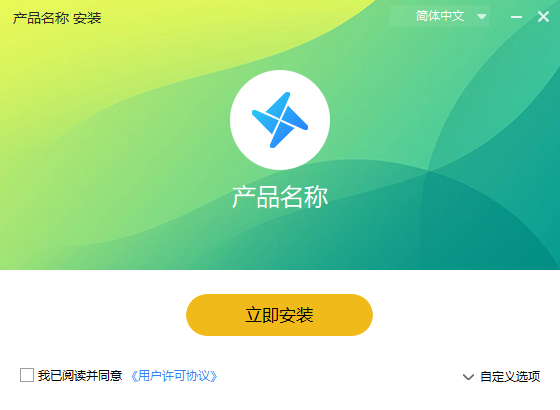 产品名称 安装
简体中文
产品名称
立即安装
我已阅读并同意 《用户许可协议》
自定义选项